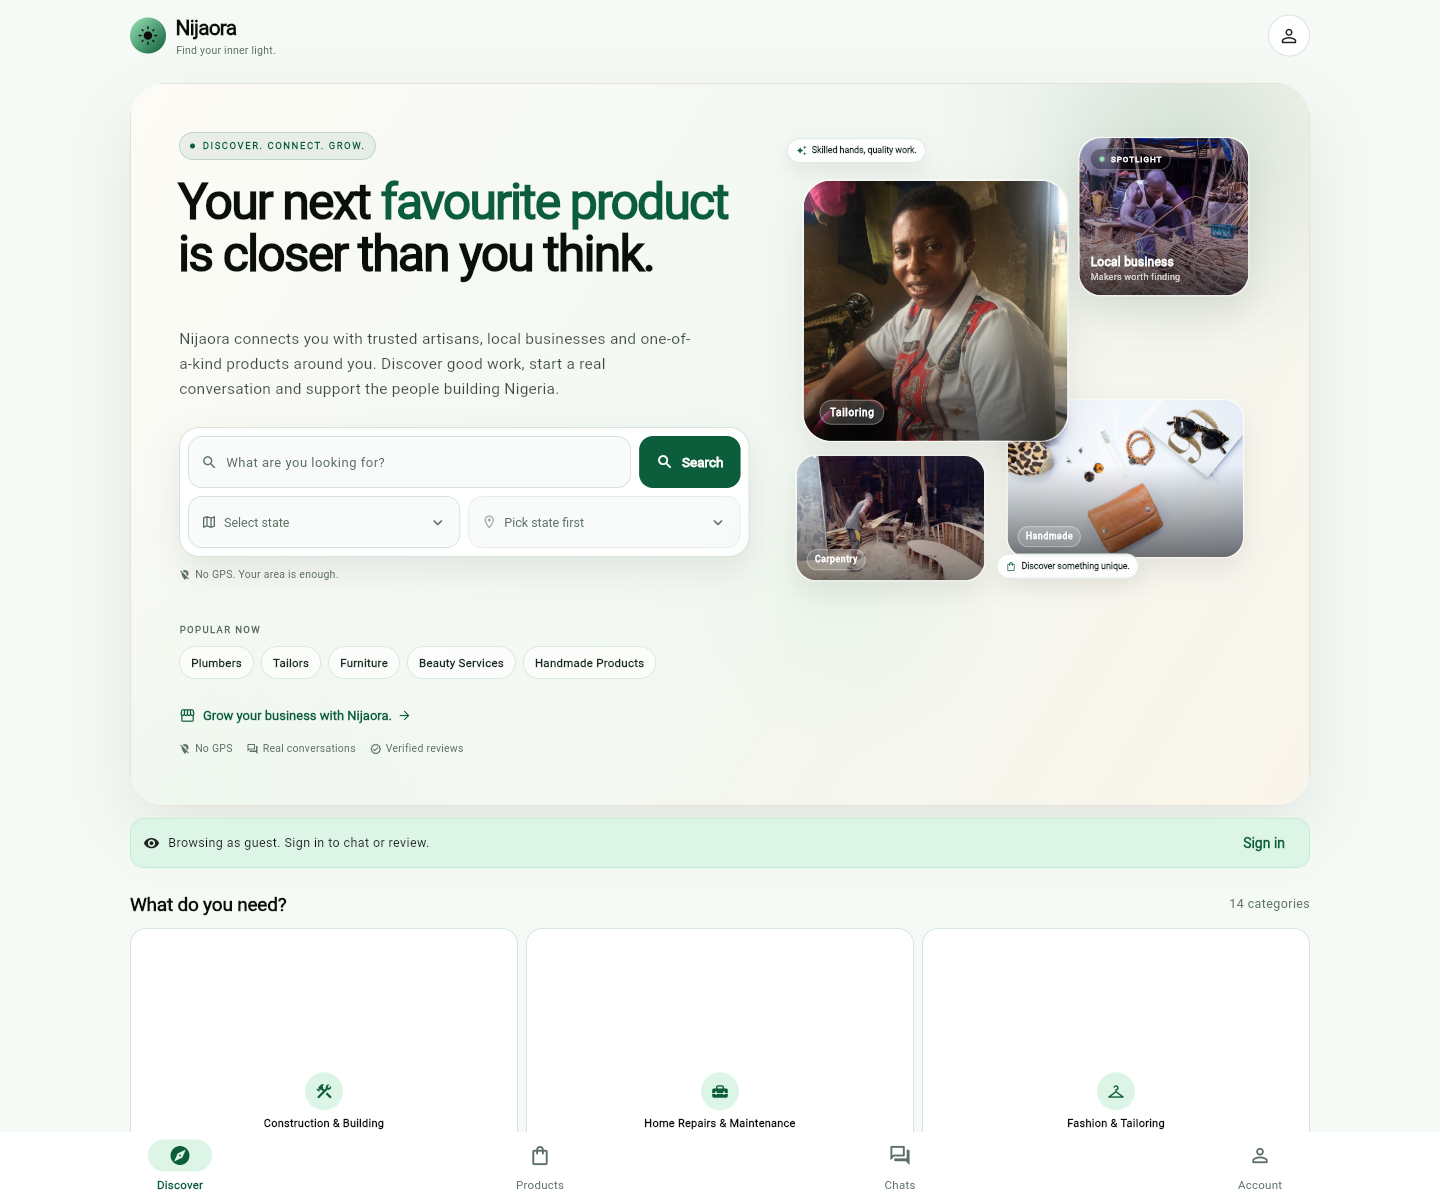 Nijaora
Find your inner light.
DISCOVER. CONNECT. GROW.
Your next favourite product
is closer than you think.
Nijaora connects you with trusted artisans, local businesses and one-of-
a-kind products around you. Discover good work, start a real
conversation and support the people building Nigeria.
What are you looking for?
Search
Select state
Pick state first
No GPS. Your area is enough.
POPULAR NOW
Plumbers
Tailors
Furniture
Beauty Services
Handmade Products
Grow your business with Nijaora.
No GPS
Real conversations
Verified reviews
Skilled hands, quality work.
SPOTLIGHT
Local business
Makers worth finding
Tailoring
Handmade
Carpentry
Discover something unique.
Browsing as guest. Sign in to chat or review.
Sign in
What do you need?
14 categories
Construction & Building
Home Repairs & Maintenance
Fashion & Tailoring
Discover
Products
Chats
Account